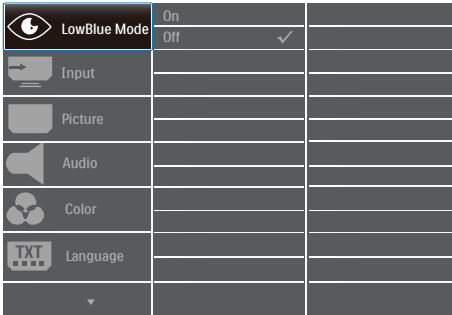 LowBlue Mode
On
Off
Input
Picture
Audio
Color
TXT
Language